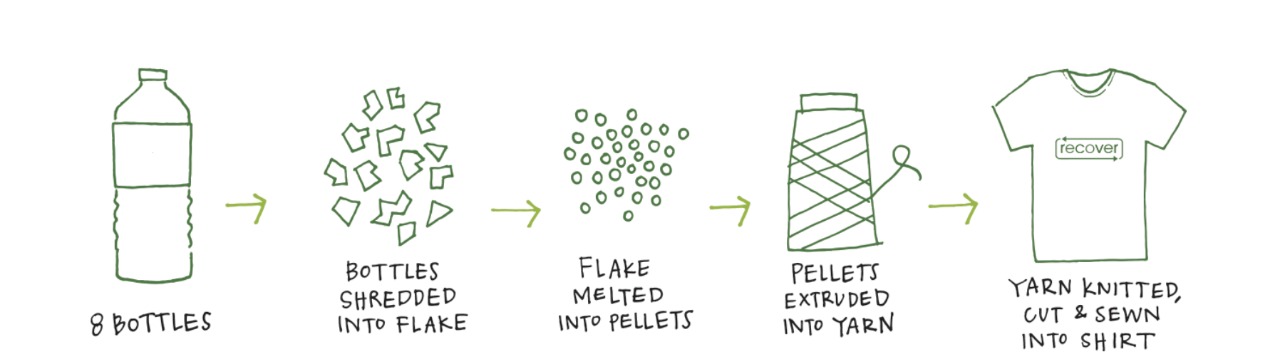 8 BOTTLES
BOTTLES
SHREDDED
INTO FLAKE
FLAKE
MELTED
INTO PELLETS
PELLETS
EXTRUDED
INTO YARN
recover
YARN KNITTED,
CUT & SEWN
INTO SHIRT